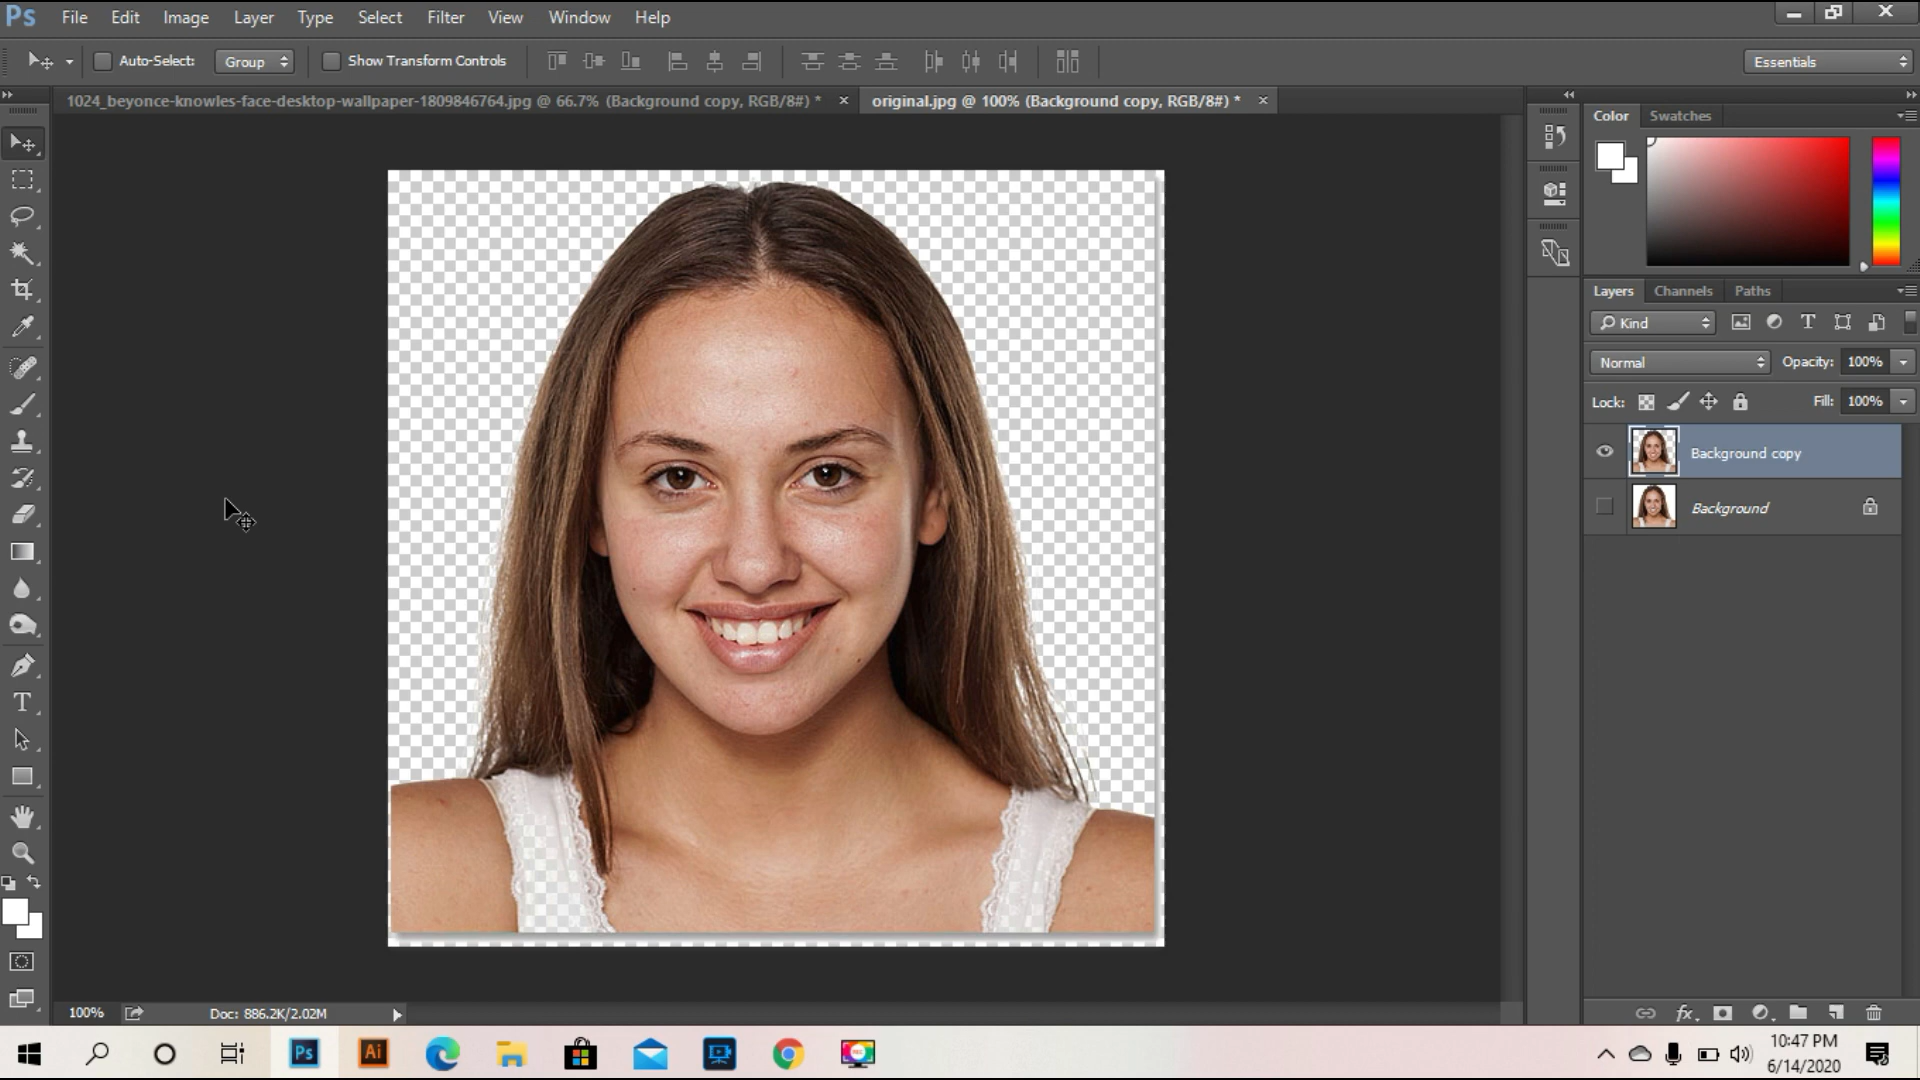 Ps File Edit Image Layer Type Select Filter View Window Help
Auto-Select: Group Show Transform Controls Essentials
1024_beyonce-knowles-face-desktop-wallpaper-1809846764.jpg @ 66.7% (Background copy, RGB/8#) * × original.jpg @ 100% (Background copy, RGB/8#) * ×
Color Swatches
Layers Channels Paths
Kind
Normal Opacity: 100%
Lock: Fill: 100%
Background copy
Background
T
fx
100% Doc: 886.2K/2.02M
Ps Ai
10:47 PM
6/14/2020